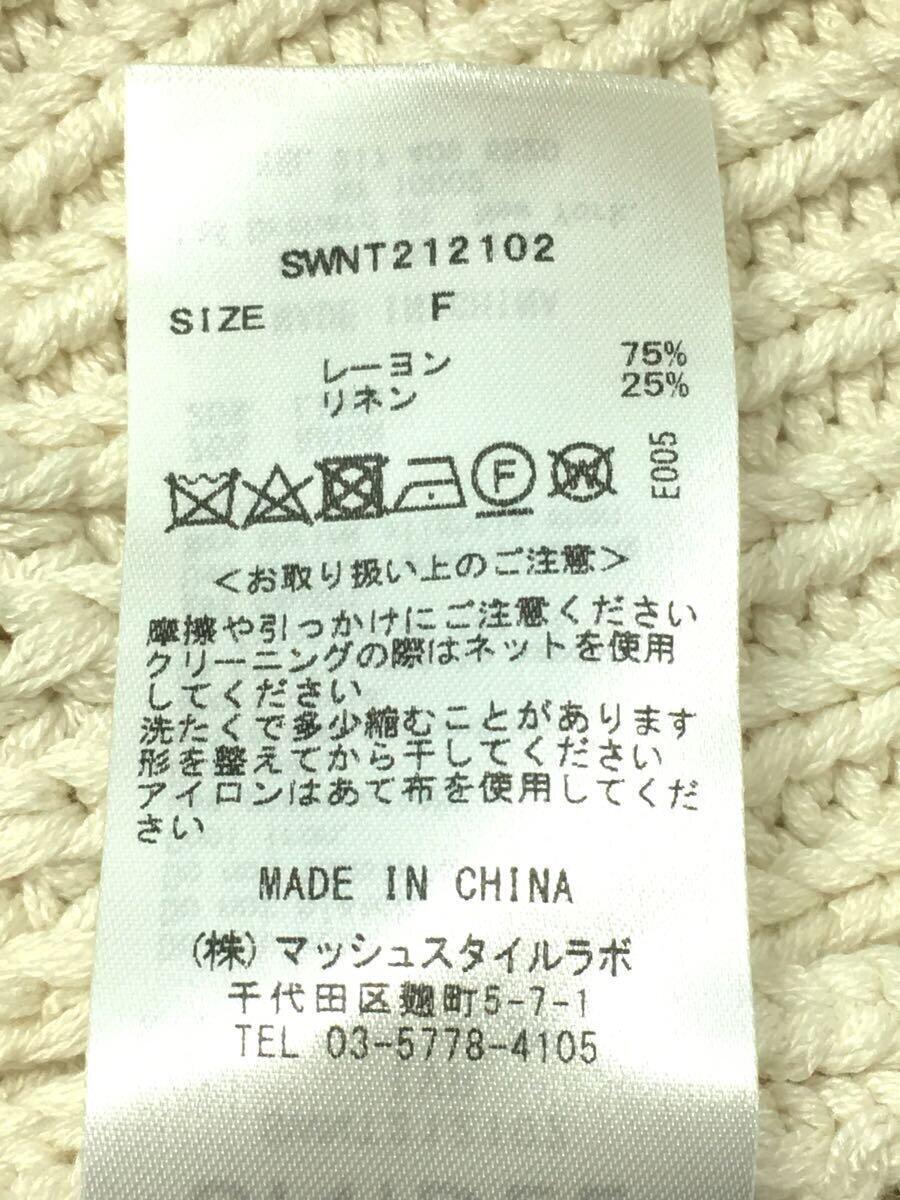 SWNT212102
SIZE F
レーヨン 75%
リネン 25%
F W E005
＜お取り扱い上のご注意＞
摩擦や引っかけにご注意ください
クリーニングの際はネットを使用
してください
洗たくで多少縮むことがあります
形を整えてから干してください
アイロンはあて布を使用してくだ
さい
MADE IN CHINA
(株)マッシュスタイルラボ
千代田区麹町5-7-1
TEL 03-5778-4105